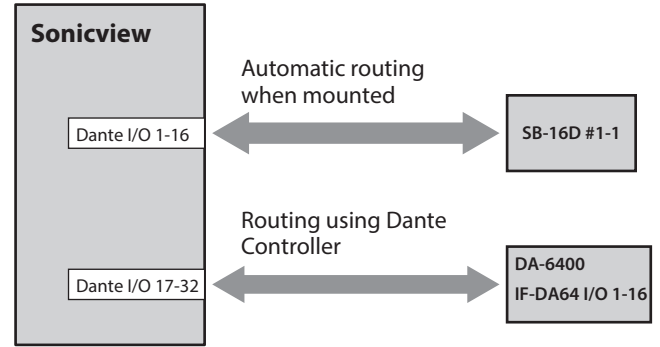 Sonicview
Automatic routing
when mounted
Dante I/O 1-16
SB-16D #1-1
Routing using Dante
Controller
Dante I/O 17-32
DA-6400
IF-DA64 I/O 1-16